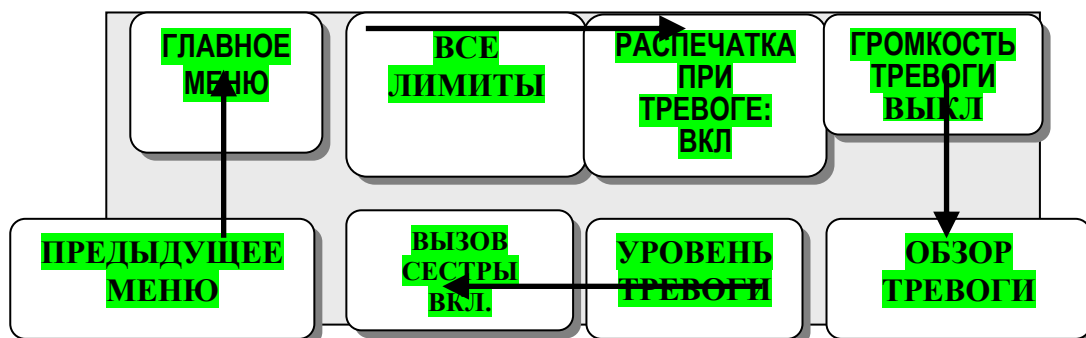 ГЛАВНОЕ
МЕНЮ
ВСЕ
ЛИМИТЫ
РАСПЕЧАТКА
ПРИ
ТРЕВОГЕ:
ВКЛ
ГРОМКОСТЬ
ТРЕВОГИ
ВЫКЛ
ПРЕДЫДУЩЕЕ
МЕНЮ
ВЫЗОВ
СЕСТРЫ
ВКЛ.
УРОВЕНЬ
ТРЕВОГИ
ОБЗОР
ТРЕВОГИ